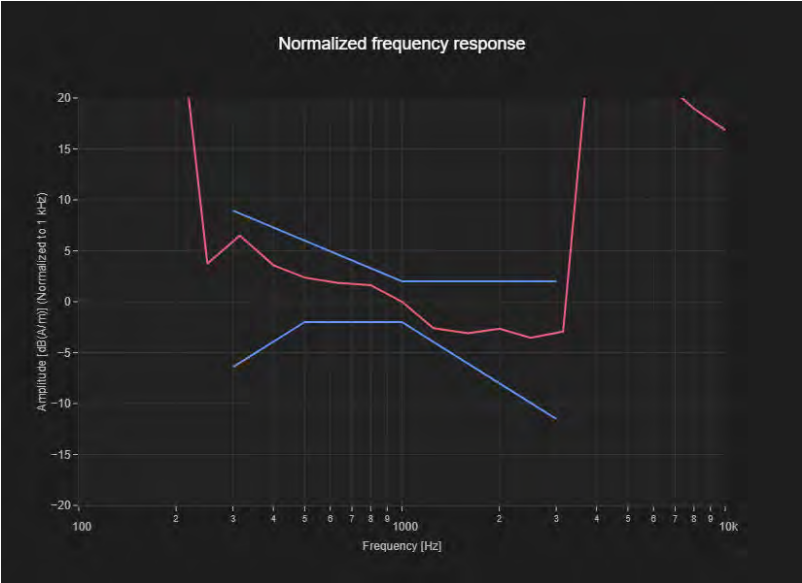 Normalized frequency response
Amplitude [dB(A/m)] (Normalized to 1 kHz)
20
15
10
5
0
−5
−10
−15
−20
100 2 3 4 5 6 7 8 9 1000 2 3 4 5 6 7 8 9 10k
Frequency [Hz]